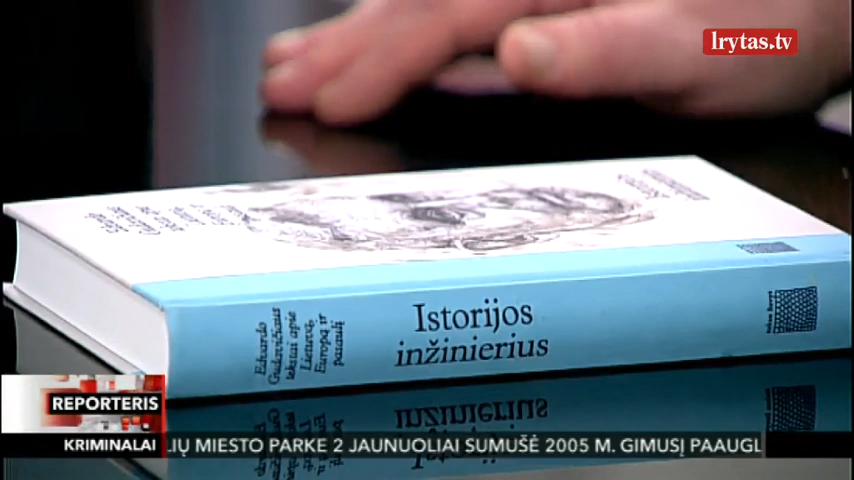 lrytas.tv
Istorijos
inžinierius
Eduardo
Gudavičiaus
tekstai apie
Lietuvą,
Europą ir
pasaulį
REPORTERIS
KRIMINALAI
LIŲ MIESTO PARKE 2 JAUNUOLIAI SUMUŠĖ 2005 M. GIMUSĮ PAAUGL